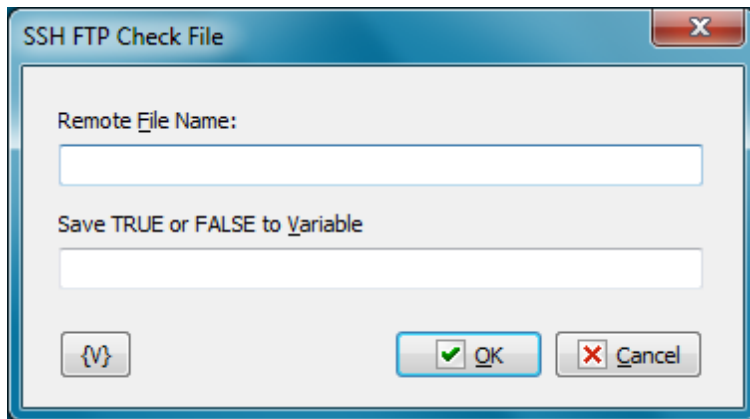 SSH FTP Check File
Remote File Name:
Save TRUE or FALSE to Variable
{V}
OK
Cancel